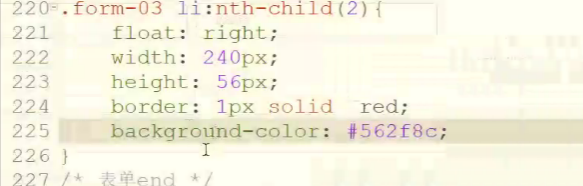 220 .form-03 li:nth-child(2){
221 float: right;
222 width: 240px;
223 height: 56px;
224 border: 1px solid red;
225 background-color: #562f8c;
226 }
227 /* 表单end */